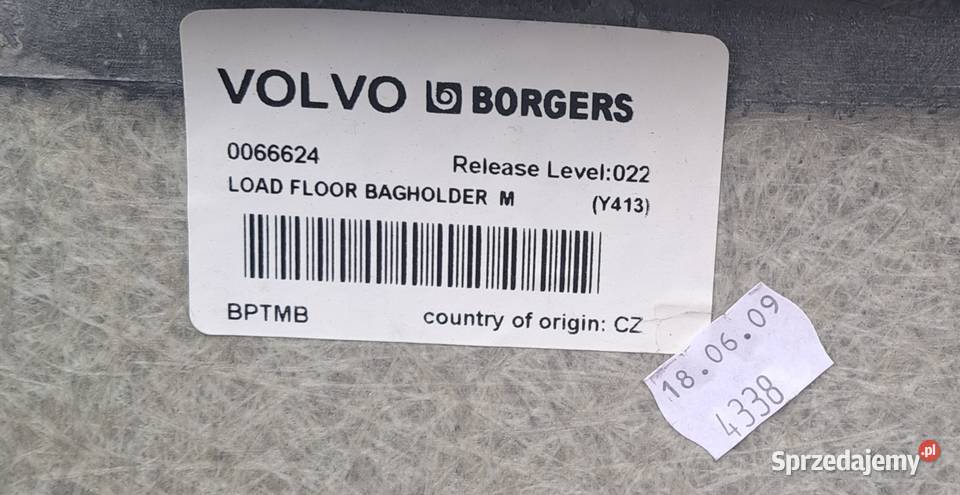 VOLVO BORGERS
0066624 Release Level:022
LOAD FLOOR BAGHOLDER M (Y413)
BPTMB country of origin: CZ
18.06.09
4338
Sprzedajemy.pl